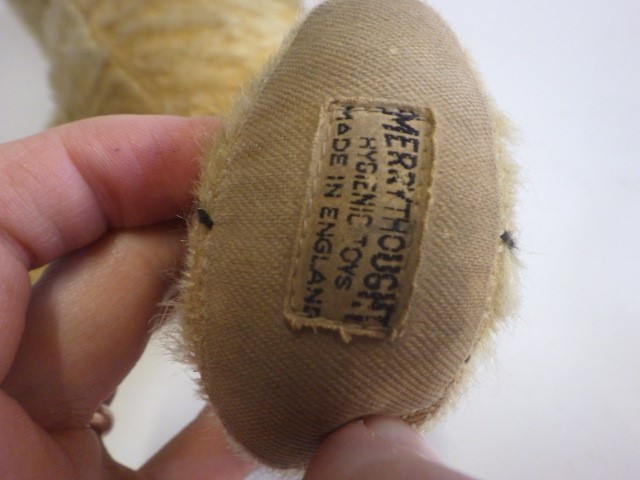 MERRYTHOUGHT
HYGIENIC TOYS
MADE IN ENGLAND